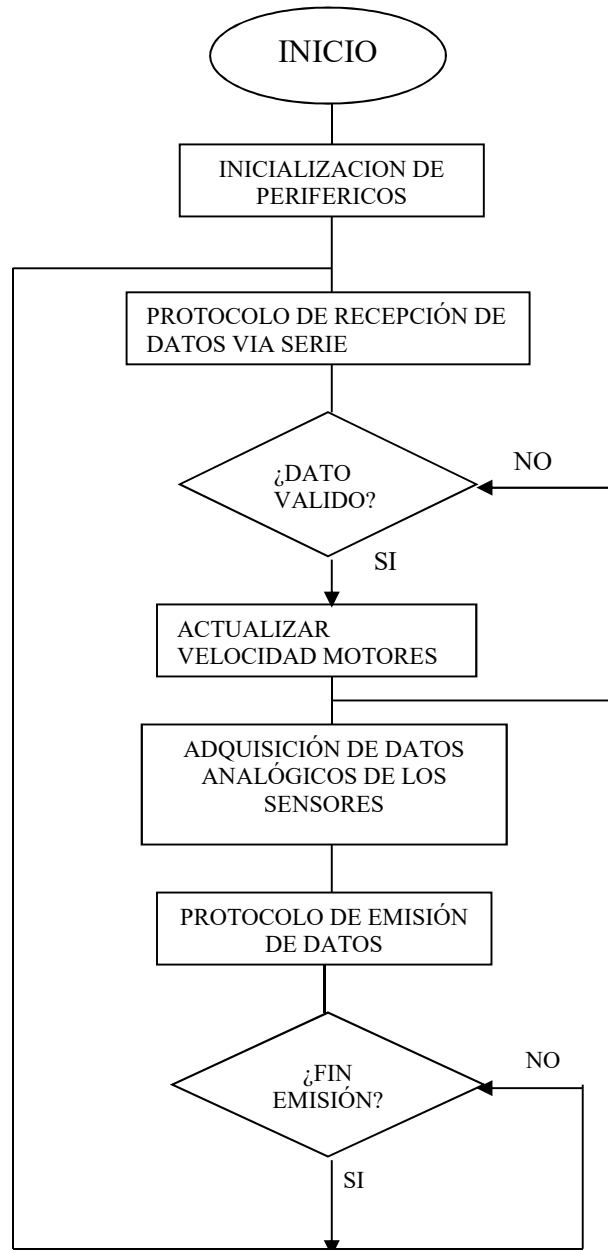 INICIO
INICIALIZACION DE
PERIFERICOS
PROTOCOLO DE RECEPCIÓN DE
DATOS VIA SERIE
¿DATO
VALIDO?
NO
SI
ACTUALIZAR
VELOCIDAD MOTORES
ADQUISICIÓN DE DATOS
ANALÓGICOS DE LOS
SENSORES
PROTOCOLO DE EMISIÓN
DE DATOS
¿FIN
EMISIÓN?
NO
SI